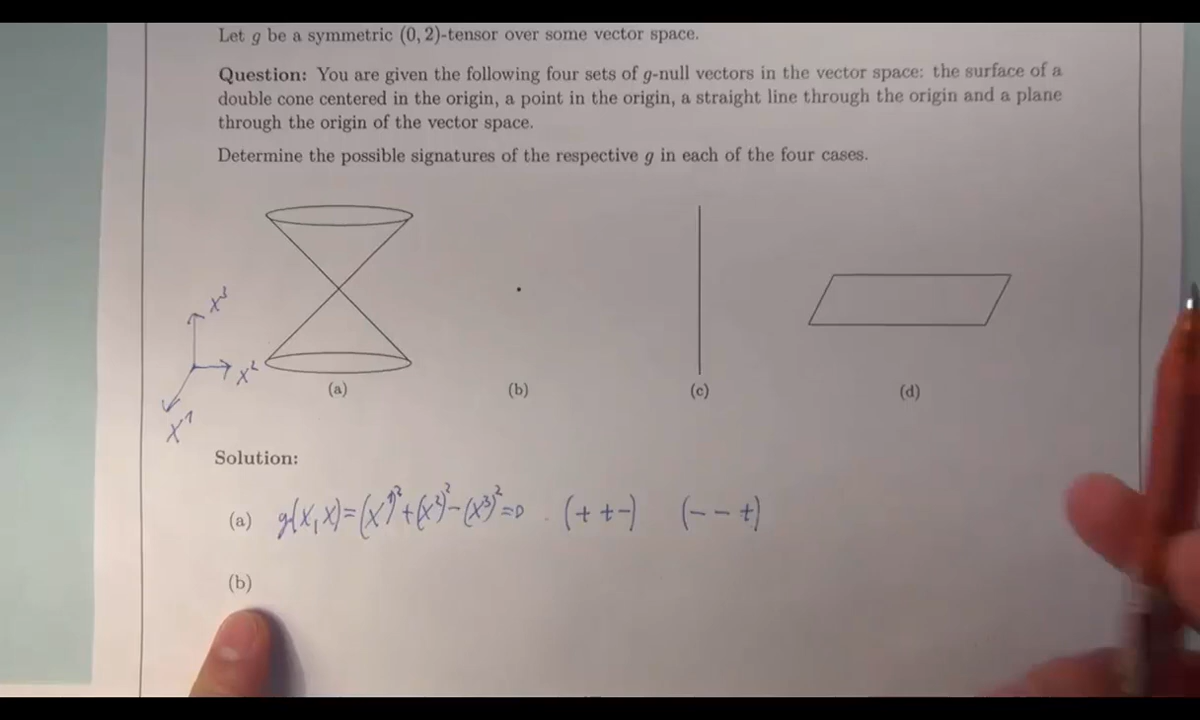 Let g be a symmetric (0, 2)-tensor over some vector space.
Question: You are given the following four sets of g-null vectors in the vector space: the surface of a
double cone centered in the origin, a point in the origin, a straight line through the origin and a plane
through the origin of the vector space.
Determine the possible signatures of the respective g in each of the four cases.
x³
x²
x¹
(a) (b) (c) (d)
Solution:
(a) g(X,X)=(x¹)²+(x²)²-(x³)²=0 (++-) (--+)
(b)